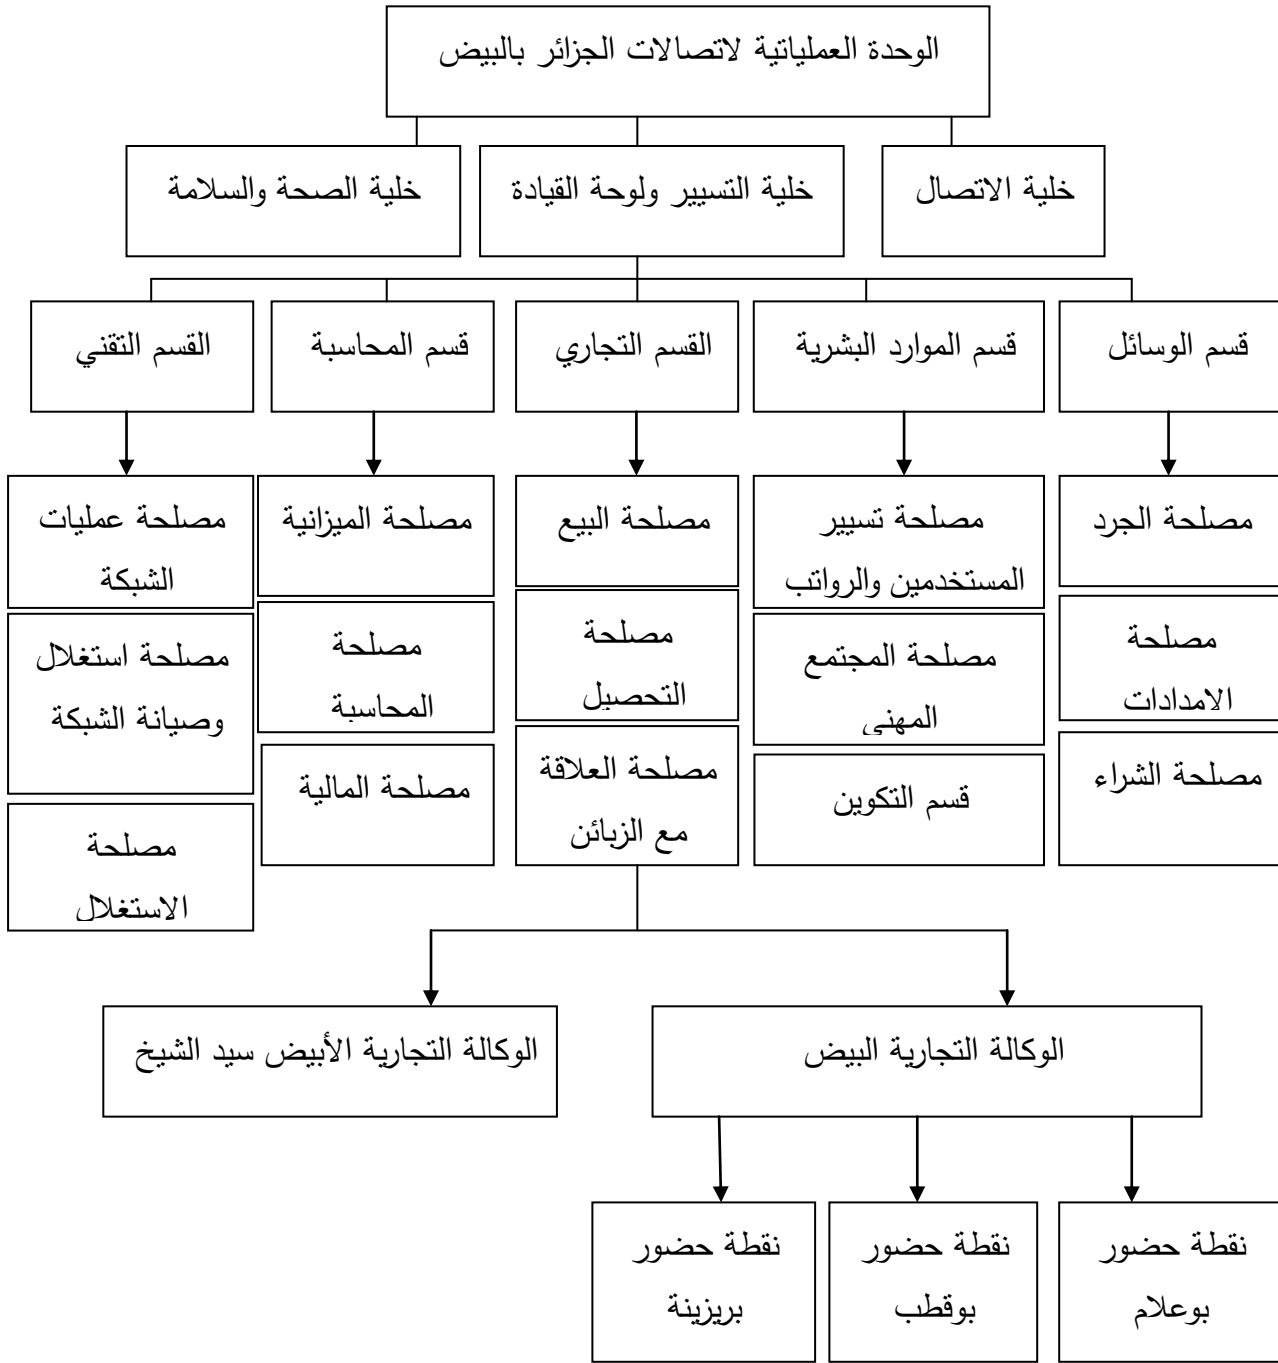 الوحدة العملياتية لاتصالات الجزائر بالبيض
خلية الاتصال
خلية التسيير ولوحة القيادة
خلية الصحة والسلامة
قسم الوسائل
قسم الموارد البشرية
القسم التجاري
قسم المحاسبة
القسم التقني
مصلحة الجرد
مصلحة تسيير
المستخدمين والرواتب
مصلحة البيع
مصلحة الميزانية
مصلحة عمليات
الشبكة
مصلحة
الامدادات
مصلحة المجتمع
المهني
مصلحة
التحصيل
مصلحة
المحاسبة
مصلحة استغلال
وصيانة الشبكة
مصلحة الشراء
قسم التكوين
مصلحة العلاقة
مع الزبائن
مصلحة المالية
مصلحة
الاستغلال
الوكالة التجارية البيض
الوكالة التجارية الأبيض سيد الشيخ
نقطة حضور
بوعلام
نقطة حضور
بوقطب
نقطة حضور
بريزينة